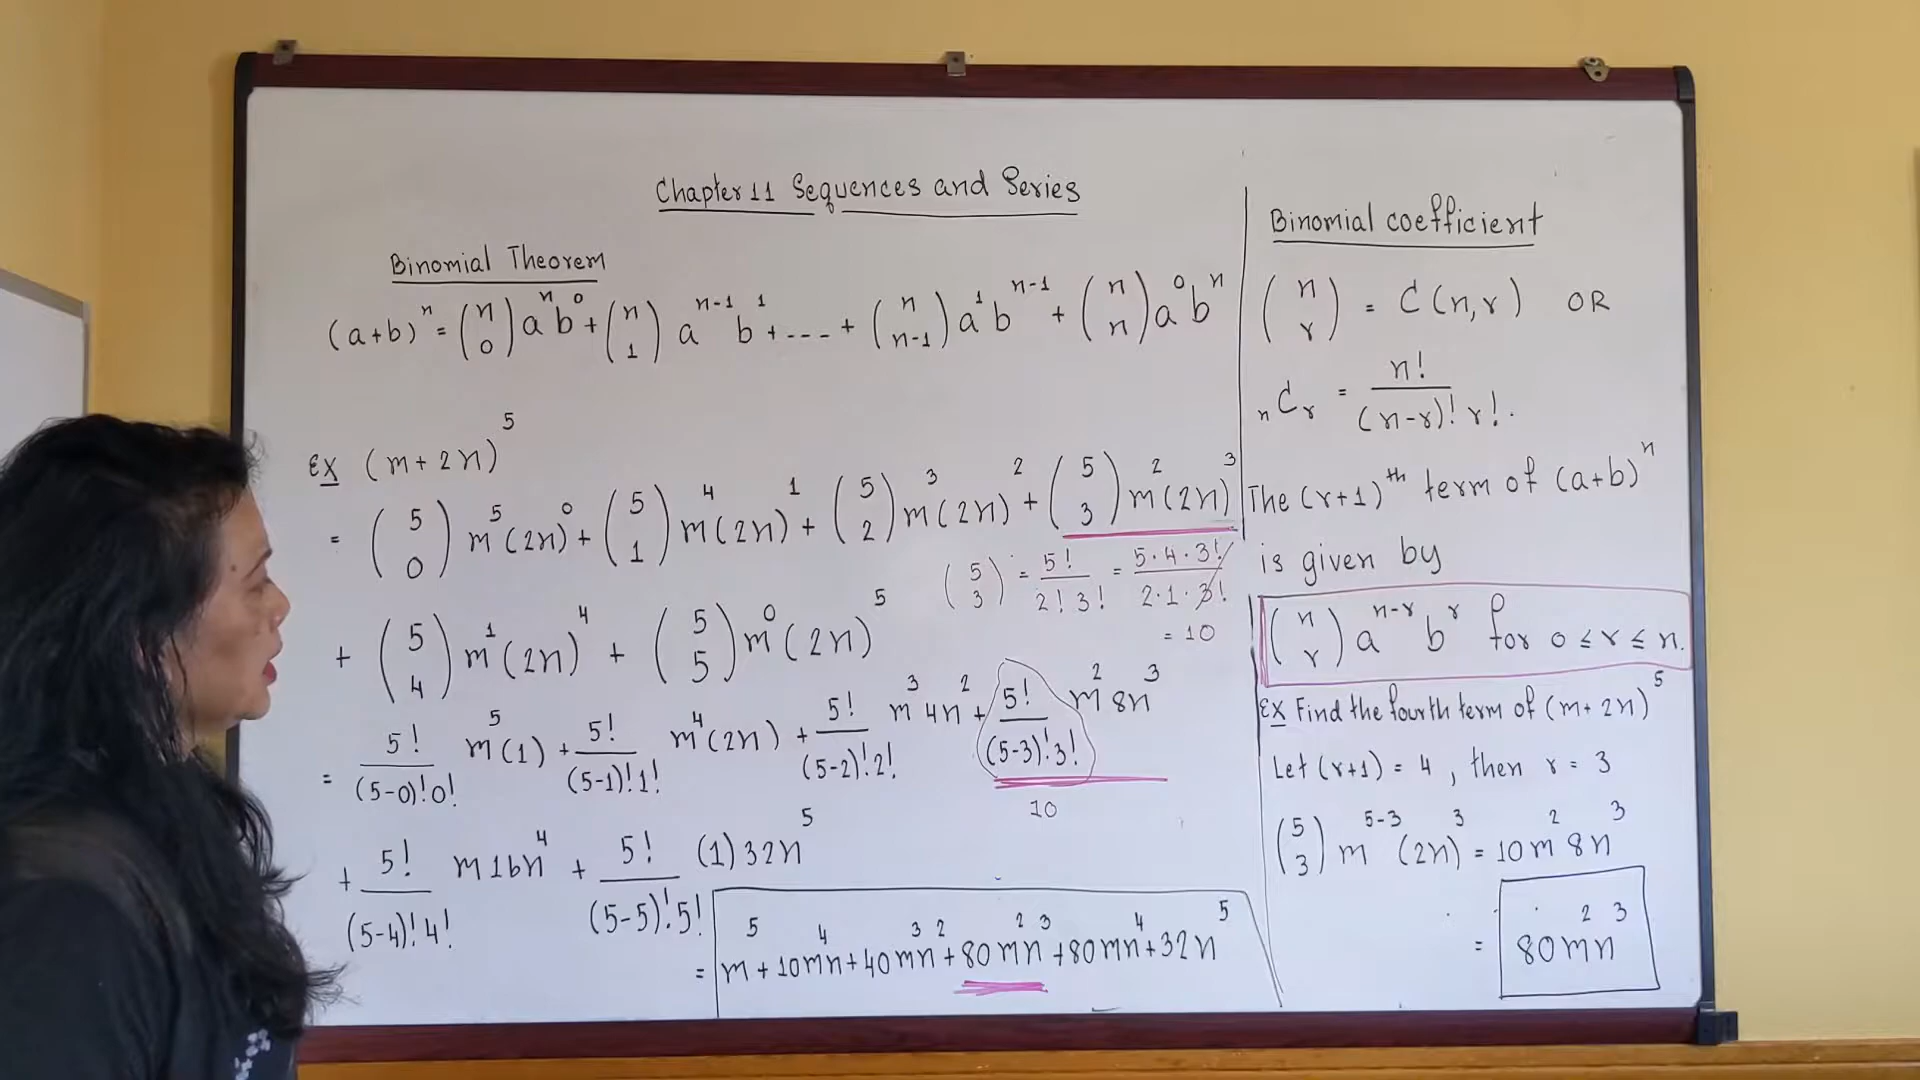 Chapter 11 Sequences and Series
Binomial Theorem
(a+b)^n = (n 0) a^n b^0 + (n 1) a^(n-1) b^1 + ---- + (n n-1) a^1 b^(n-1) + (n n) a^0 b^n
Ex (m+2n)^5
= (5 0) m^5 (2n)^0 + (5 1) m^4 (2n)^1 + (5 2) m^3 (2n)^2 + (5 3) m^2 (2n)^3
(5 3) = 5!/(2! 3!) = (5·4·3!)/(2·1·3!)
= 10
+ (5 4) m^1 (2n)^4 + (5 5) m^0 (2n)^5
= 5!/((5-0)! 0!) m^5 (1) + 5!/((5-1)! 1!) m^4 (2n) + 5!/((5-2)! 2!) m^3 4n^2 + 5!/((5-3)! 3!) m^2 8n^3
10
+ 5!/((5-4)! 4!) m 16n^4 + 5!/((5-5)! 5!) (1) 32n^5
= m^5 + 10m^4n + 40m^3n^2 + 80m^2n^3 + 80mn^4 + 32n^5
Binomial coefficient
(n r) = C(n,r) OR
nCr = n!/((n-r)! r!).
The (r+1)^th term of (a+b)^n
is given by
(n r) a^(n-r) b^r for 0 ≤ r ≤ n.
Ex Find the fourth term of (m+2n)^5
Let (r+1) = 4, then r = 3
(5 3) m^(5-3) (2n)^3 = 10m^2 8n^3
= 80m^2n^3